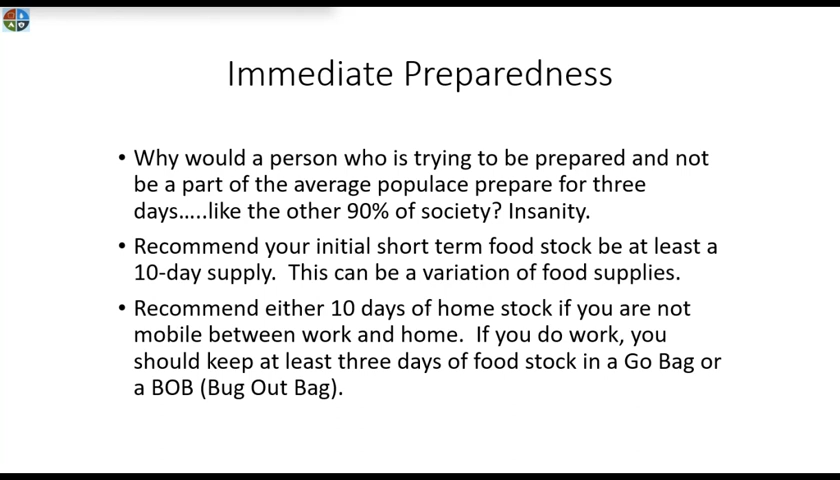 Immediate Preparedness
• Why would a person who is trying to be prepared and not
be a part of the average populace prepare for three
days.....like the other 90% of society? Insanity.
• Recommend your initial short term food stock be at least a
10-day supply.  This can be a variation of food supplies.
• Recommend either 10 days of home stock if you are not
mobile between work and home.  If you do work, you
should keep at least three days of food stock in a Go Bag or
a BOB (Bug Out Bag).